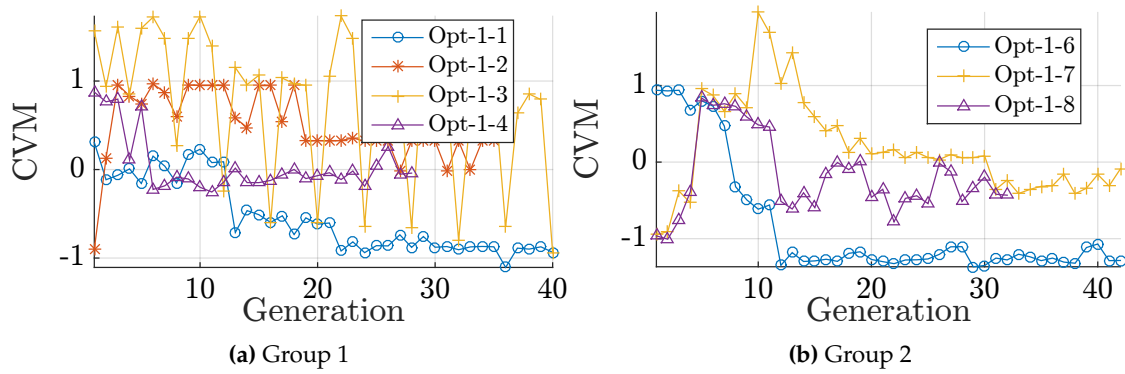 CVM
1
0
-1
10
20
30
40
Generation
Opt-1-1
Opt-1-2
Opt-1-3
Opt-1-4
(a) Group 1
CVM
1
0
-1
10
20
30
40
Generation
Opt-1-6
Opt-1-7
Opt-1-8
(b) Group 2